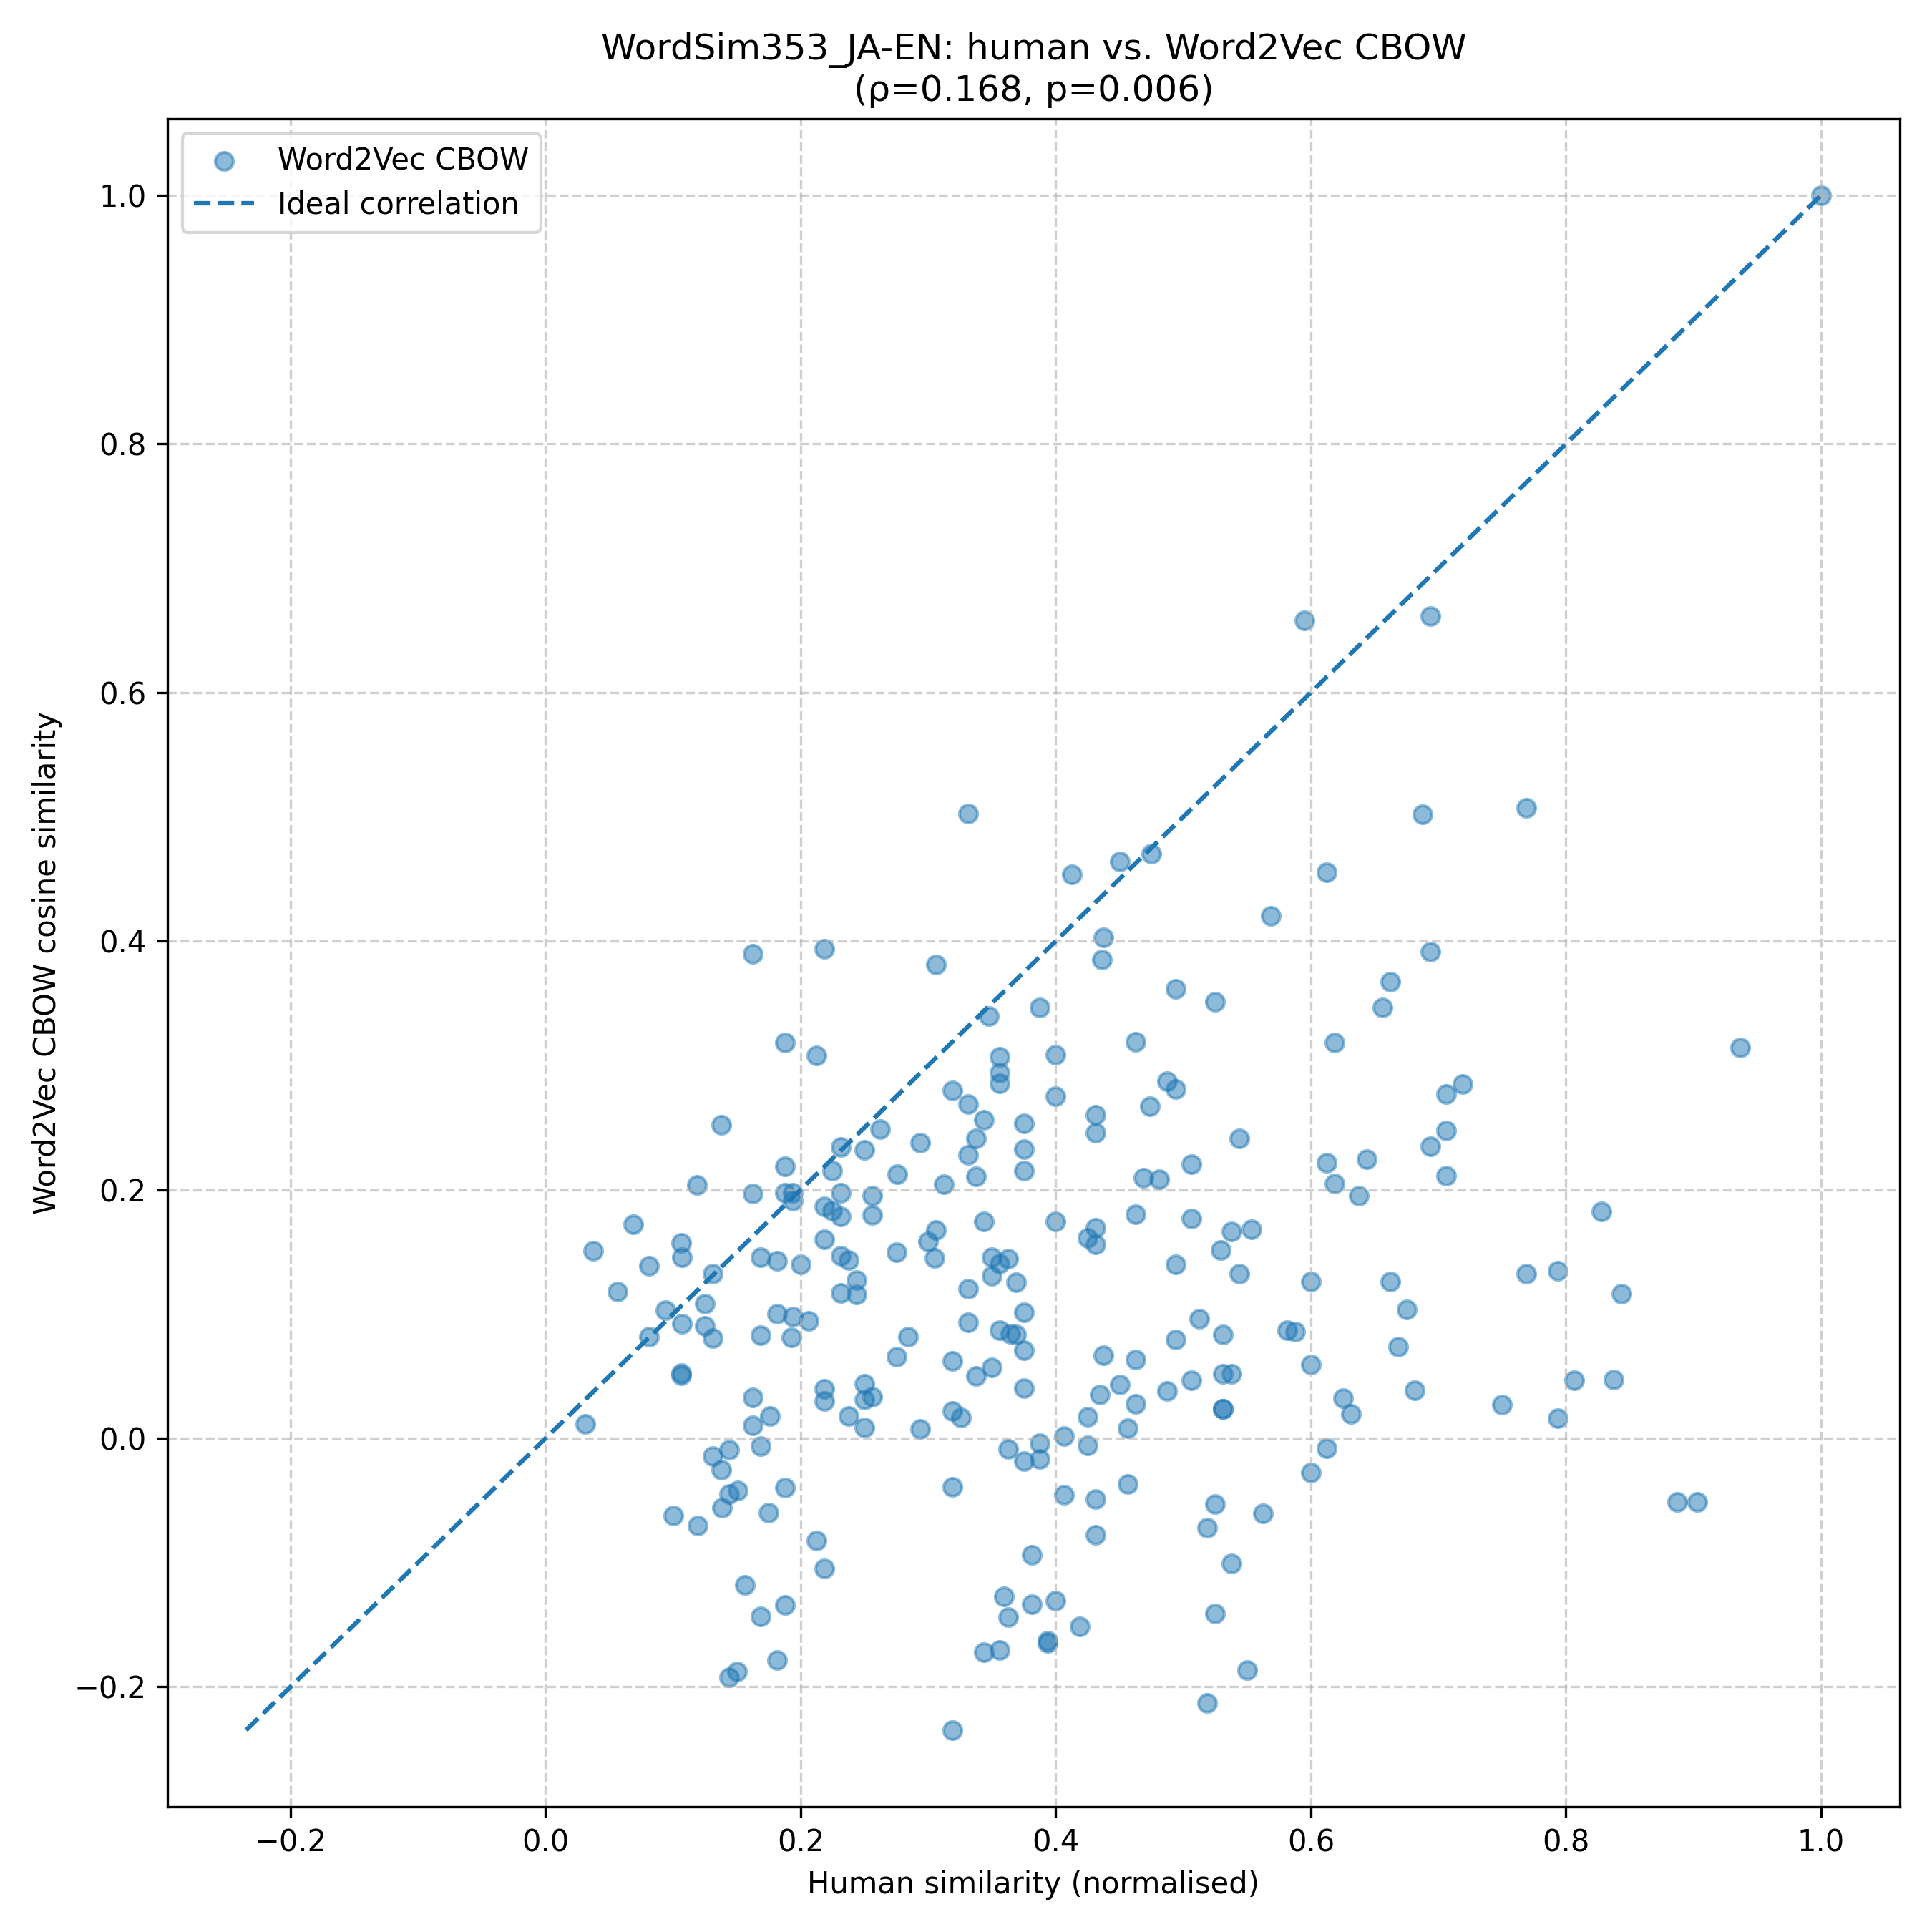 WordSim353_JA-EN: human vs. Word2Vec CBOW
(ρ=0.168, p=0.006)
Word2Vec CBOW
Ideal correlation
1.0
0.8
0.6
0.4
0.2
0.0
−0.2
Word2Vec CBOW cosine similarity
−0.2
0.0
0.2
0.4
0.6
0.8
1.0
Human similarity (normalised)